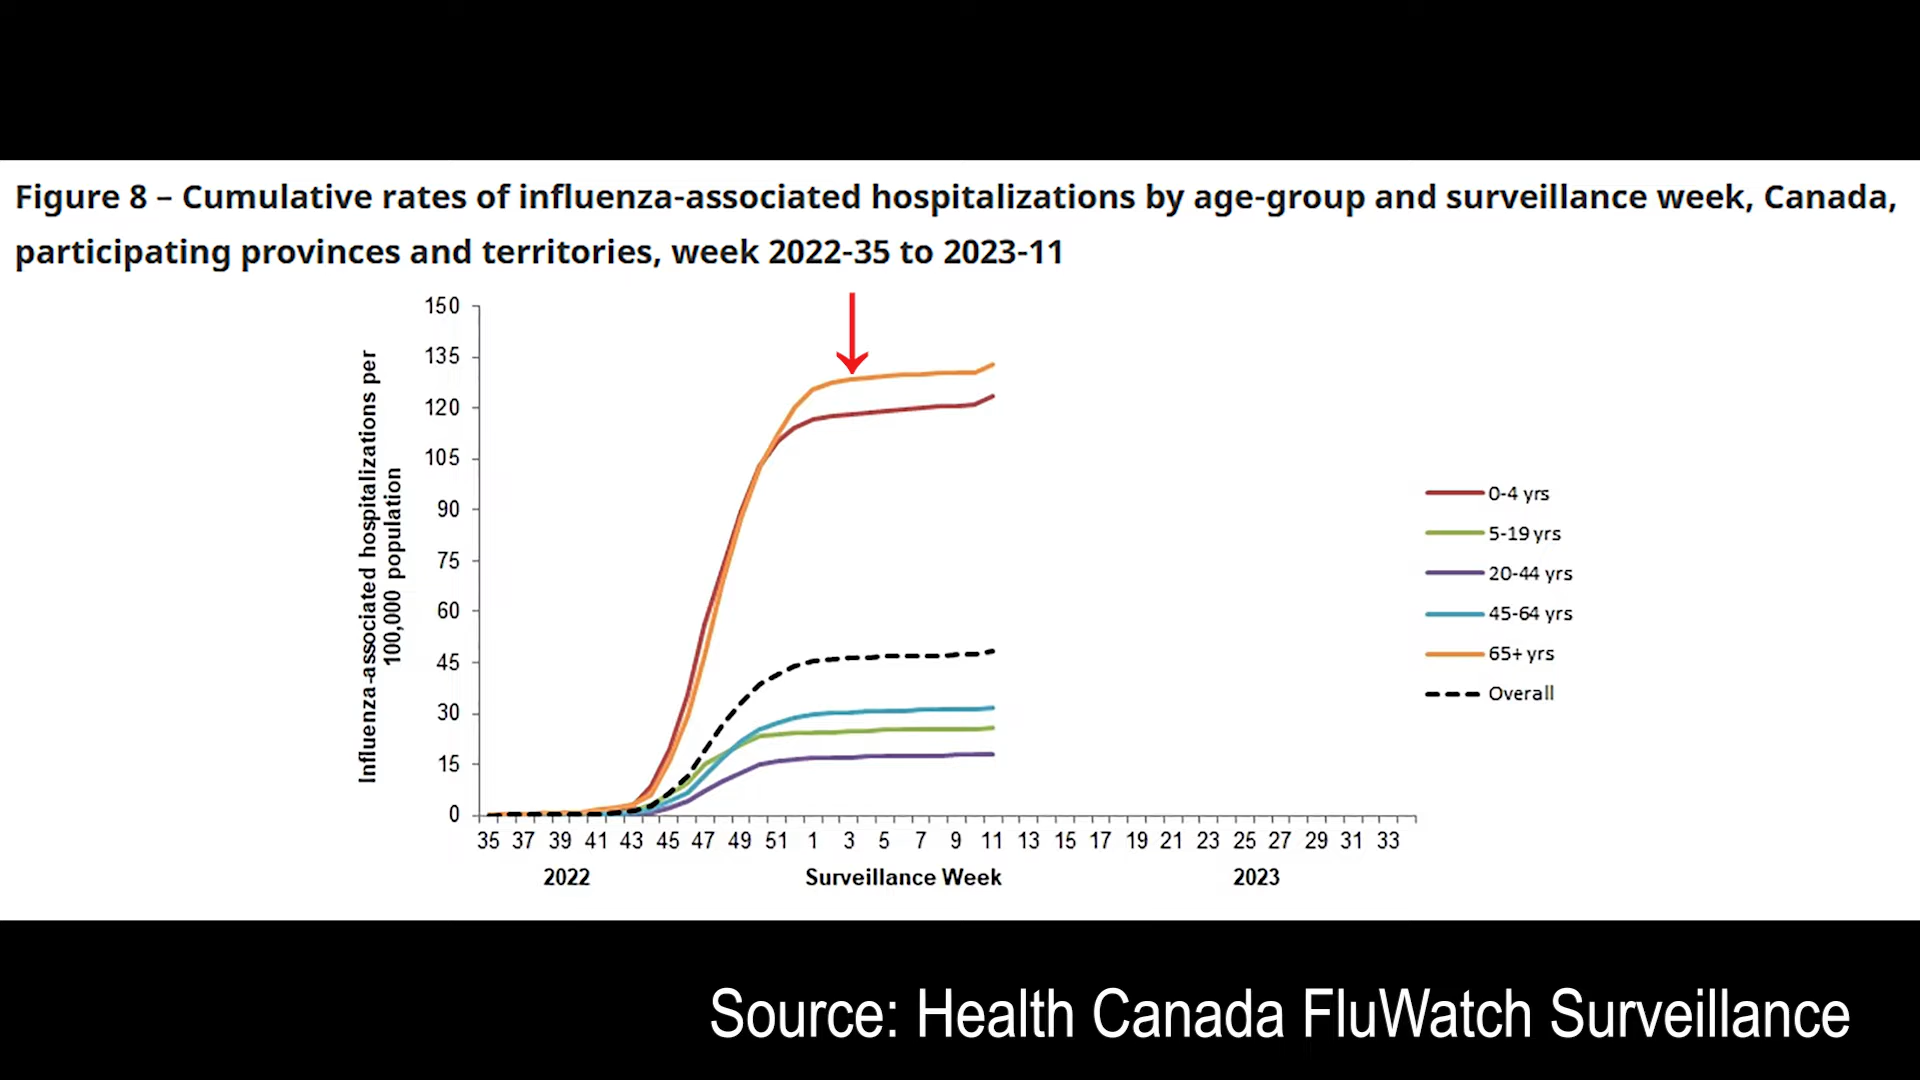 Figure 8 – Cumulative rates of influenza-associated hospitalizations by age-group and surveillance week, Canada,
participating provinces and territories, week 2022-35 to 2023-11
150
135
120
105
90
75
60
45
30
15
0
Influenza-associated hospitalizations per
100,000 population
35 37 39 41 43 45 47 49 51 1 3 5 7 9 11 13 15 17 19 21 23 25 27 29 31 33
2022 Surveillance Week 2023
0-4 yrs
5-19 yrs
20-44 yrs
45-64 yrs
65+ yrs
Overall
Source: Health Canada FluWatch Surveillance